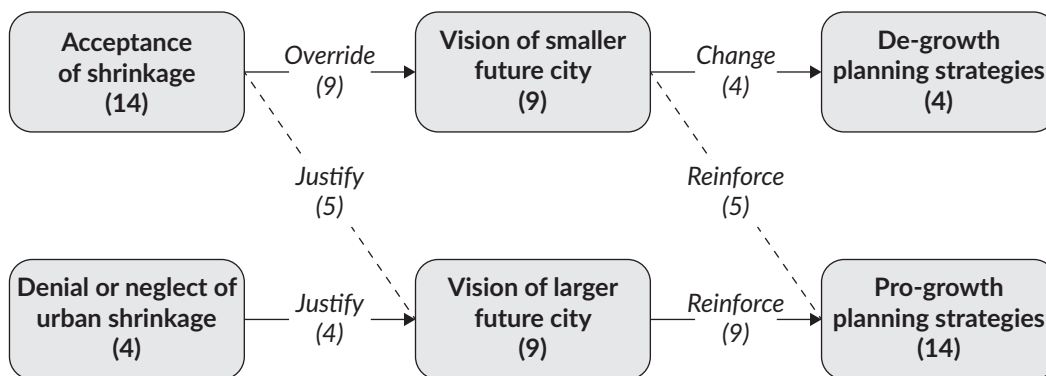 Acceptance
of shrinkage
(14)
Override
(9)
Vision of smaller
future city
(9)
Change
(4)
De-growth
planning strategies
(4)
Justify
(5)
Reinforce
(5)
Denial or neglect of
urban shrinkage
(4)
Justify
(4)
Vision of larger
future city
(9)
Reinforce
(9)
Pro-growth
planning strategies
(14)